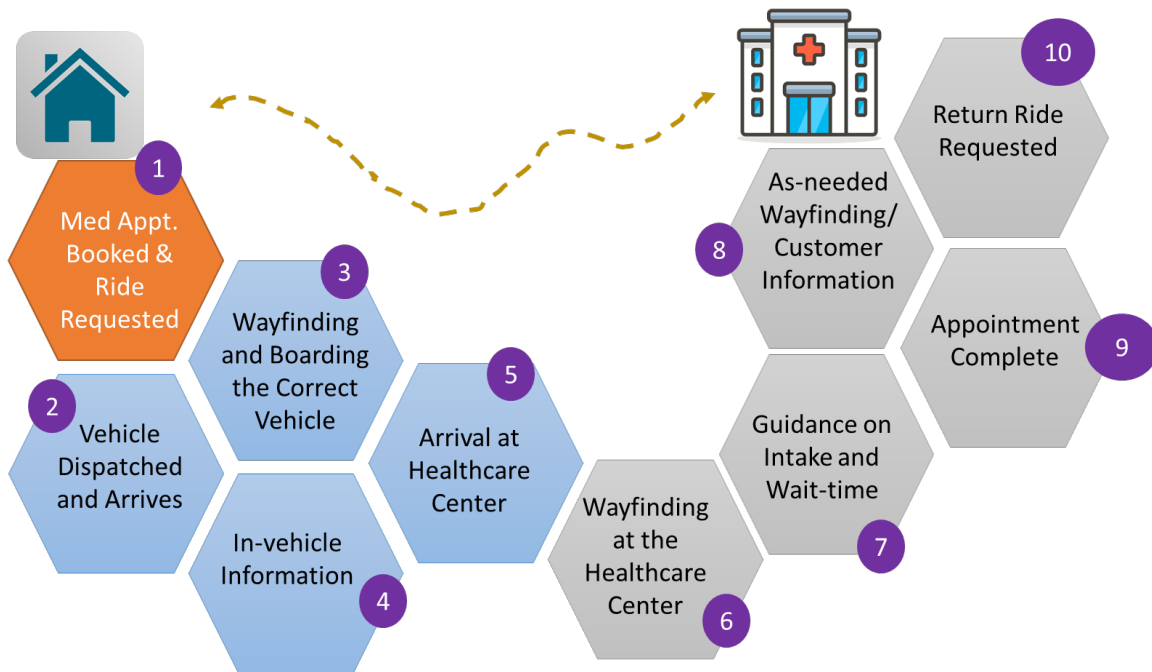 1
Med Appt.
Booked &
Ride
Requested
2
Vehicle
Dispatched
and Arrives
3
Wayfinding
and Boarding
the Correct
Vehicle
4
In-vehicle
Information
5
Arrival at
Healthcare
Center
6
Wayfinding
at the
Healthcare
Center
7
Guidance on
Intake and
Wait-time
8
As-needed
Wayfinding/
Customer
Information
9
Appointment
Complete
10
Return Ride
Requested